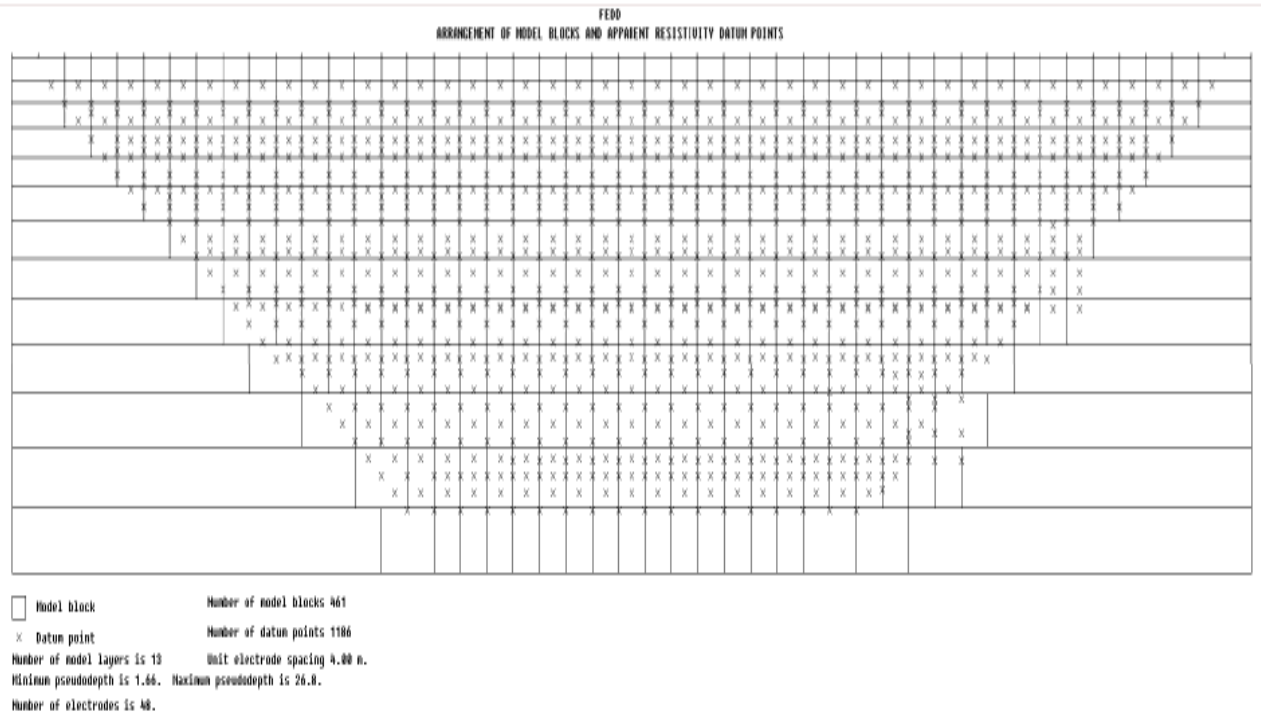 FEDD
ARRANGEMENT OF MODEL BLOCKS AND APPAIENT RESISTIVITY DATUM POINTS
Model block
Number of model blocks 461
x Datum point
Number of datum points 1186
Number of model layers is 13
Unit electrode spacing 4.00 m.
Minimum pseudodepth is 1.66. Maximum pseudodepth is 26.8.
Number of electrodes is 48.